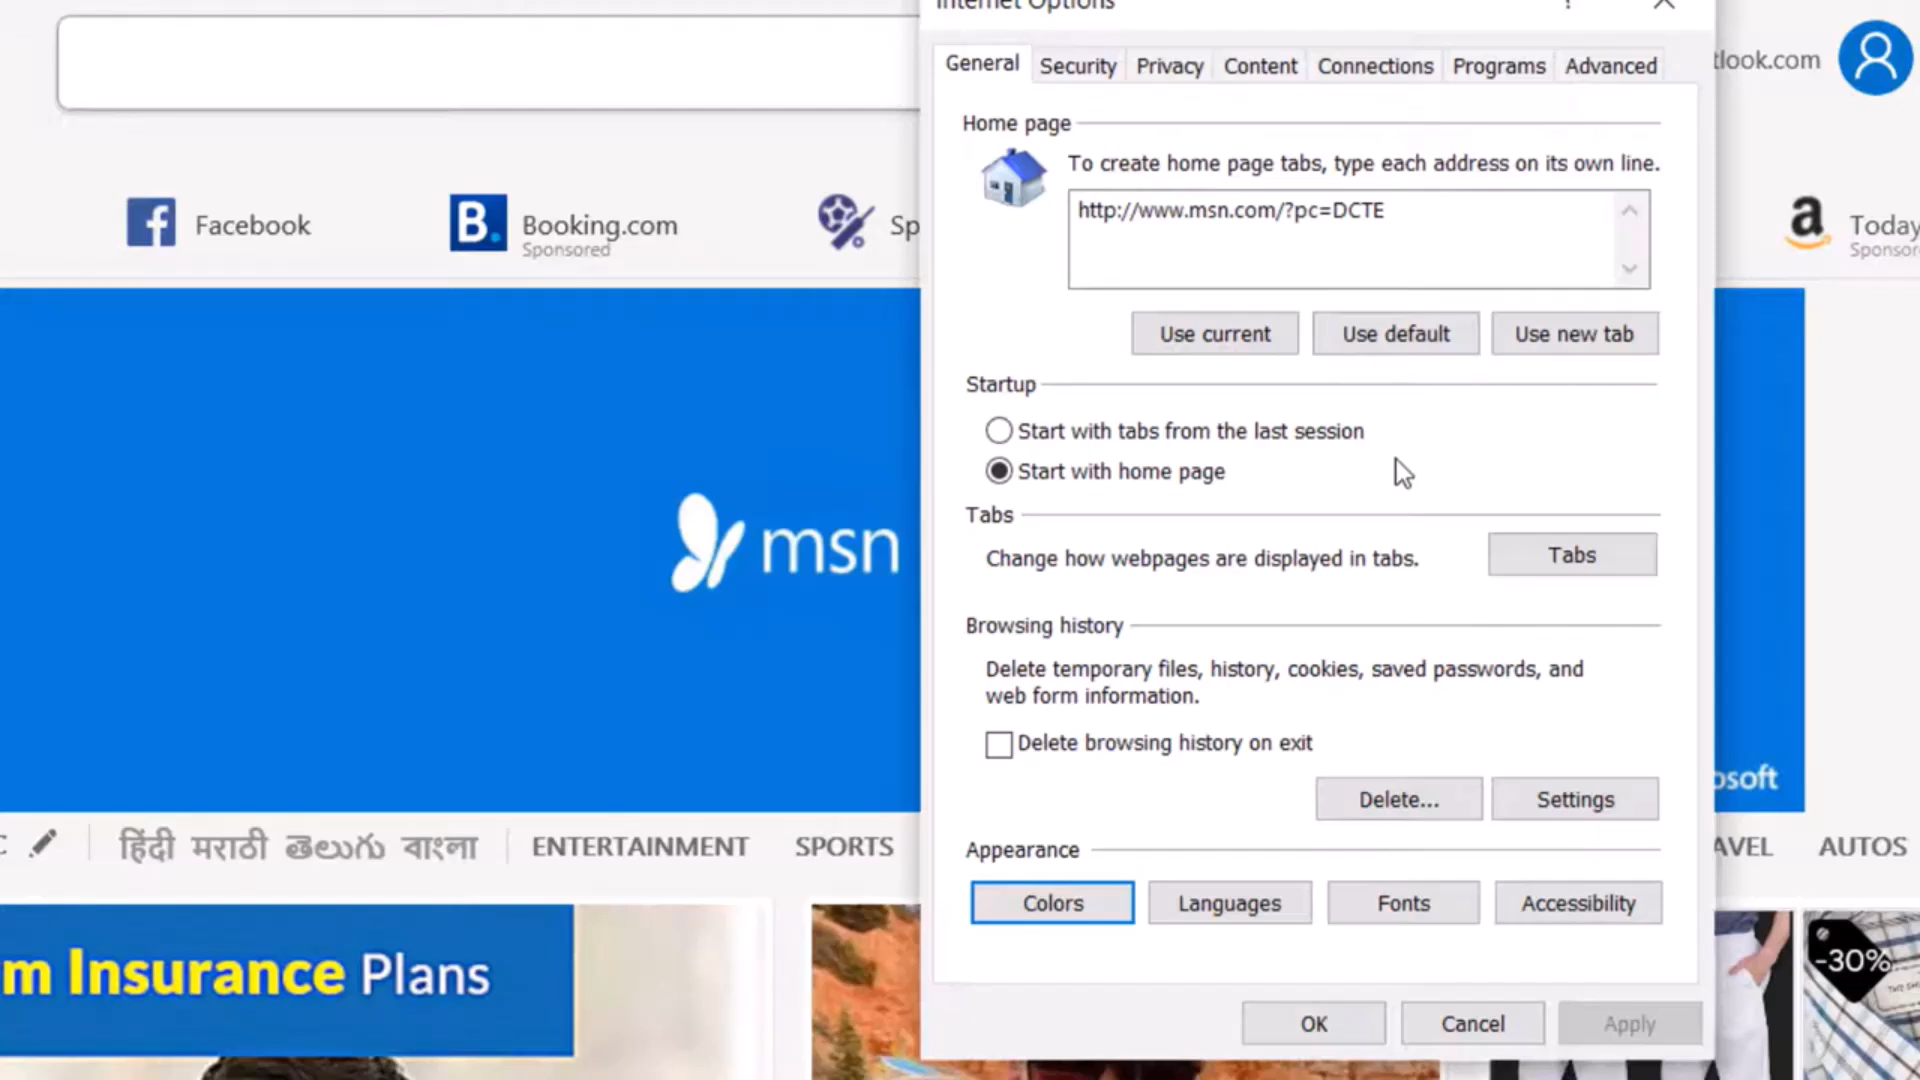 Internet Options
?
tlook.com
General Security Privacy Content Connections Programs Advanced
Home page
To create home page tabs, type each address on its own line.
http://www.msn.com/?pc=DCTE
Use current Use default Use new tab
Startup
Start with tabs from the last session
Start with home page
Tabs
Change how webpages are displayed in tabs.
Tabs
Browsing history
Delete temporary files, history, cookies, saved passwords, and
web form information.
Delete browsing history on exit
Delete... Settings
Appearance
Colors Languages Fonts Accessibility
OK Cancel Apply
Facebook
B. Booking.com
Sponsored
Sp
a Today
Sponsor
msn
osoft
हिंदी मराठी తెలుగు বাংলা ENTERTAINMENT SPORTS
AVEL AUTOS
m Insurance Plans
-30%